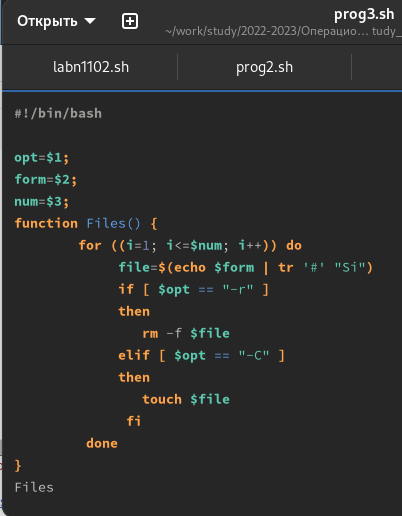 Открыть
prog3.sh
~/work/study/2022-2023/Операцио… tudy_
labn1102.sh
prog2.sh
#!/bin/bash
opt=$1;
form=$2;
num=$3;
function Files() {
for ((i=1; i<=$num; i++)) do
file=$(echo $form | tr '#' "Si")
if [ $opt == "-r" ]
then
rm -f $file
elif [ $opt == "-C" ]
then
touch $file
fi
done
}
Files